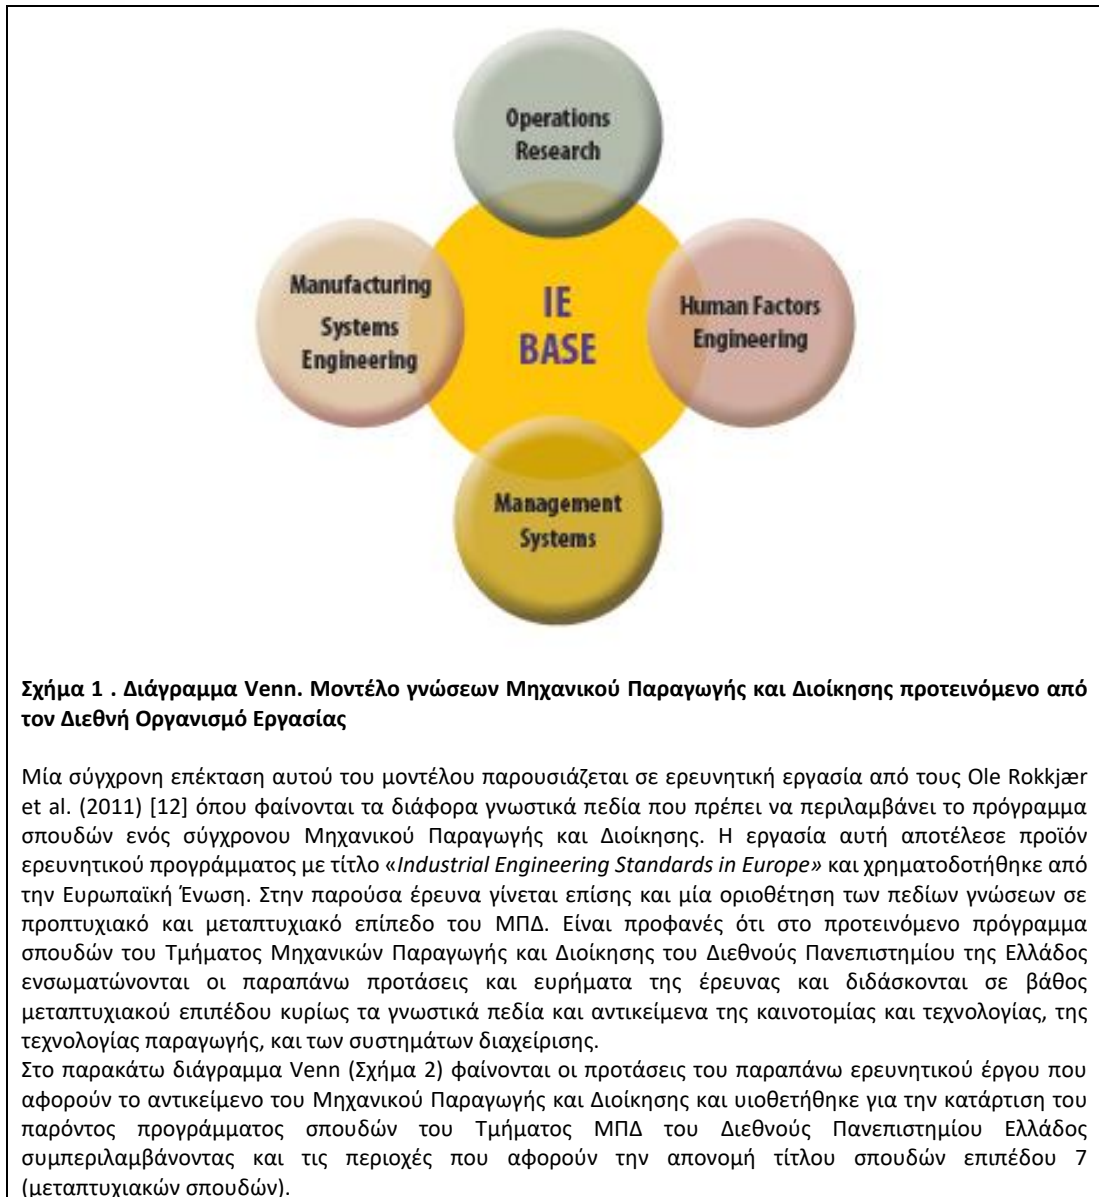 Operations
Research
Manufacturing
Systems
Engineering
IE
BASE
Human Factors
Engineering
Management
Systems
Σχήμα 1 . Διάγραμμα Venn. Μοντέλο γνώσεων Μηχανικού Παραγωγής και Διοίκησης προτεινόμενο από
τον Διεθνή Οργανισμό Εργασίας
Μία σύγχρονη επέκταση αυτού του μοντέλου παρουσιάζεται σε ερευνητική εργασία από τους Ole Rokkjær
et al. (2011) [12] όπου φαίνονται τα διάφορα γνωστικά πεδία που πρέπει να περιλαμβάνει το πρόγραμμα
σπουδών ενός σύγχρονου Μηχανικού Παραγωγής και Διοίκησης. Η εργασία αυτή αποτέλεσε προϊόν
ερευνητικού προγράμματος με τίτλο «Industrial Engineering Standards in Europe» και χρηματοδοτήθηκε από
την Ευρωπαϊκή Ένωση. Στην παρούσα έρευνα γίνεται επίσης και μία οριοθέτηση των πεδίων γνώσεων σε
προπτυχιακό και μεταπτυχιακό επίπεδο του ΜΠΔ. Είναι προφανές ότι στο προτεινόμενο πρόγραμμα
σπουδών του Τμήματος Μηχανικών Παραγωγής και Διοίκησης του Διεθνούς Πανεπιστημίου της Ελλάδος
ενσωματώνονται οι παραπάνω προτάσεις και ευρήματα της έρευνας και διδάσκονται σε βάθος
μεταπτυχιακού επιπέδου κυρίως τα γνωστικά πεδία και αντικείμενα της καινοτομίας και τεχνολογίας, της
τεχνολογίας παραγωγής, και των συστημάτων διαχείρισης.
Στο παρακάτω διάγραμμα Venn (Σχήμα 2) φαίνονται οι προτάσεις του παραπάνω ερευνητικού έργου που
αφορούν το αντικείμενο του Μηχανικού Παραγωγής και Διοίκησης και υιοθετήθηκε για την κατάρτιση του
παρόντος προγράμματος σπουδών του Τμήματος ΜΠΔ του Διεθνούς Πανεπιστημίου Ελλάδος
συμπεριλαμβάνοντας και τις περιοχές που αφορούν την απονομή τίτλου σπουδών επιπέδου 7
(μεταπτυχιακών σπουδών).